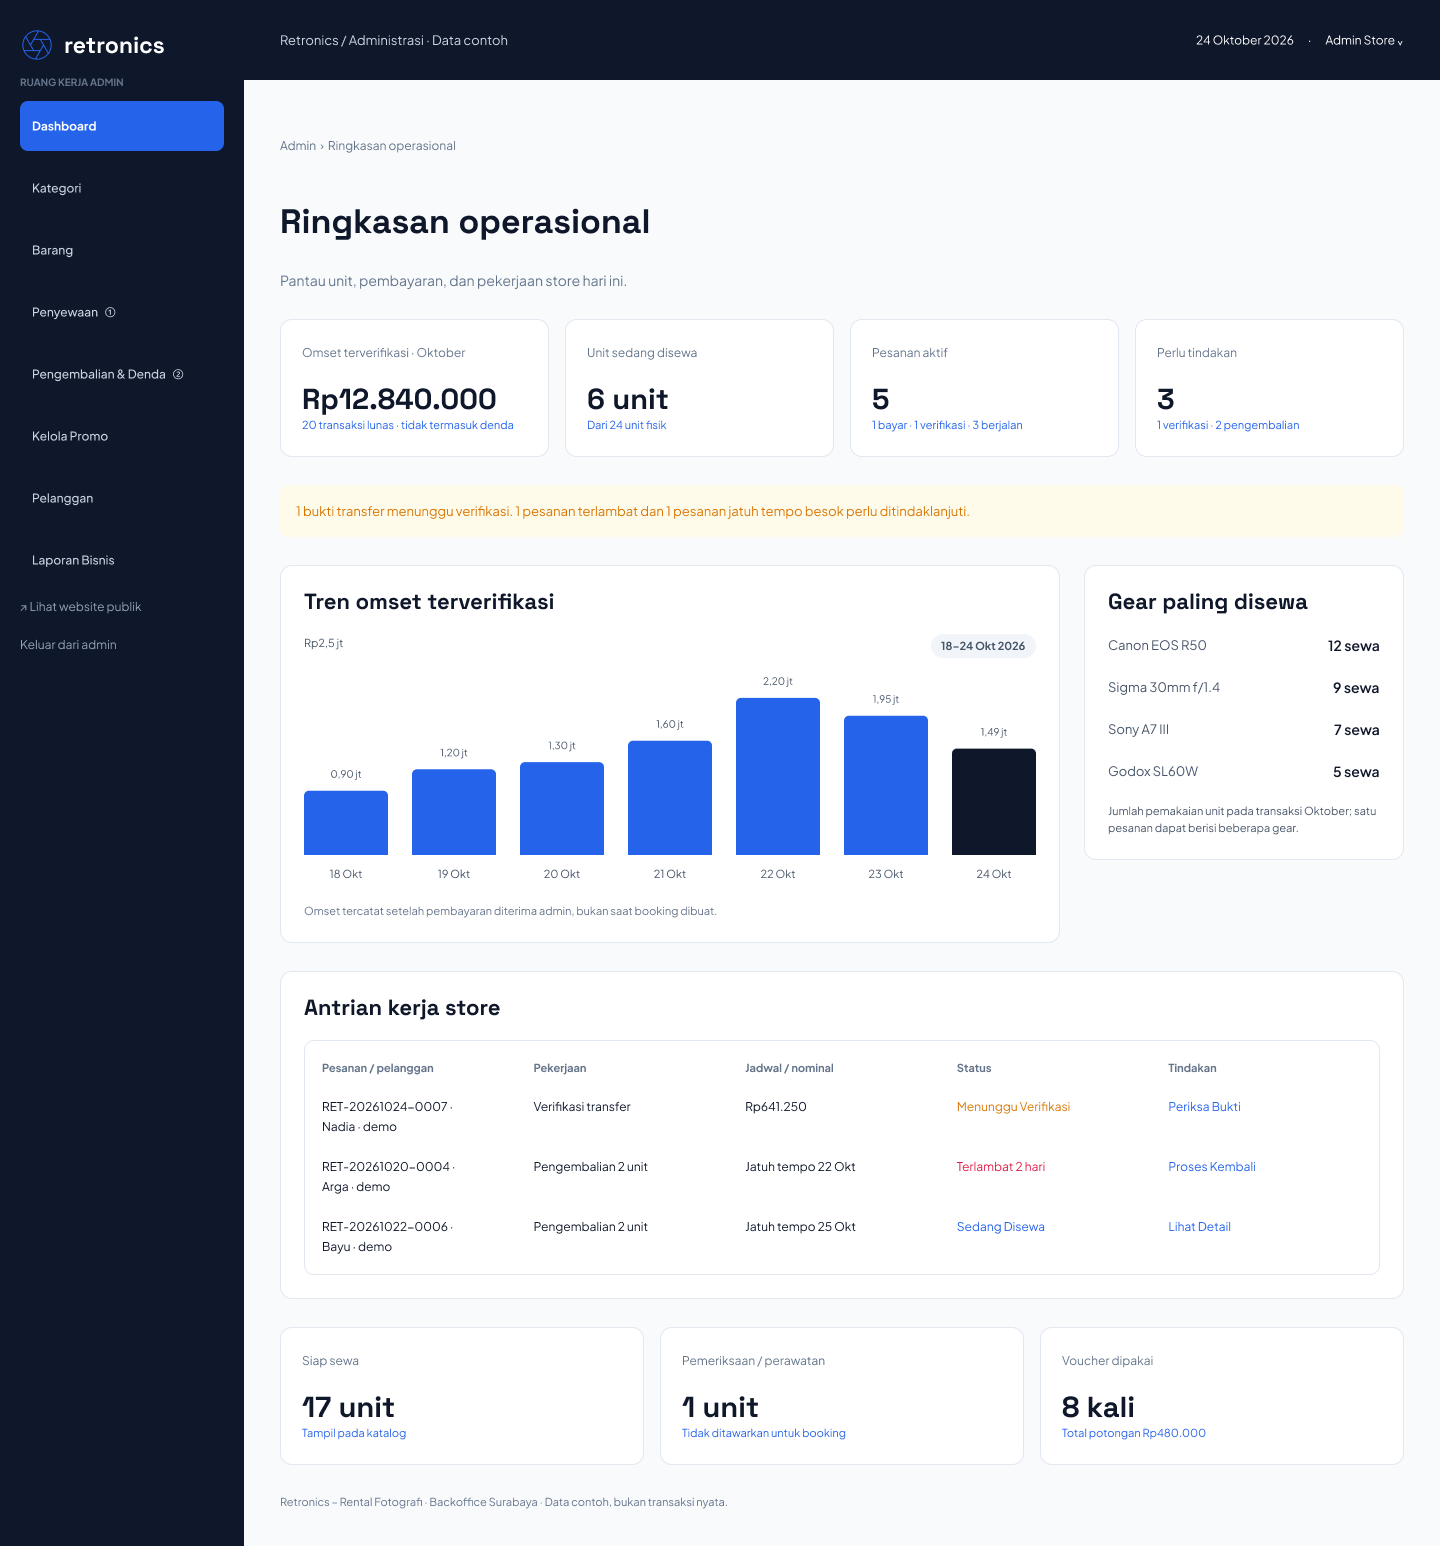 retronics
RUANG KERJA ADMIN
Dashboard
Kategori
Barang
Penyewaan ①
Pengembalian & Denda ②
Kelola Promo
Pelanggan
Laporan Bisnis
↗ Lihat website publik
Keluar dari admin
Retronics / Administrasi · Data contoh
24 Oktober 2026 · Admin Store v
Admin › Ringkasan operasional
Ringkasan operasional
Pantau unit, pembayaran, dan pekerjaan store hari ini.
Omset terverifikasi · Oktober
Rp12.840.000
20 transaksi lunas · tidak termasuk denda
Unit sedang disewa
6 unit
Dari 24 unit fisik
Pesanan aktif
5
1 bayar · 1 verifikasi · 3 berjalan
Perlu tindakan
3
1 verifikasi · 2 pengembalian
1 bukti transfer menunggu verifikasi. 1 pesanan terlambat dan 1 pesanan jatuh tempo besok perlu ditindaklanjuti.
Tren omset terverifikasi
Rp2,5 jt
18–24 Okt 2026
0,90 jt
1,20 jt
1,30 jt
1,60 jt
2,20 jt
1,95 jt
1,49 jt
18 Okt
19 Okt
20 Okt
21 Okt
22 Okt
23 Okt
24 Okt
Omset tercatat setelah pembayaran diterima admin, bukan saat booking dibuat.
Gear paling disewa
Canon EOS R50 12 sewa
Sigma 30mm f/1.4 9 sewa
Sony A7 III 7 sewa
Godox SL60W 5 sewa
Jumlah pemakaian unit pada transaksi Oktober; satu
pesanan dapat berisi beberapa gear.
Antrian kerja store
Pesanan / pelanggan Pekerjaan Jadwal / nominal Status Tindakan
RET-20261024-0007 · Verifikasi transfer Rp641.250 Menunggu Verifikasi Periksa Bukti
Nadia · demo
RET-20261020-0004 · Pengembalian 2 unit Jatuh tempo 22 Okt Terlambat 2 hari Proses Kembali
Arga · demo
RET-20261022-0006 · Pengembalian 2 unit Jatuh tempo 25 Okt Sedang Disewa Lihat Detail
Bayu · demo
Siap sewa
17 unit
Tampil pada katalog
Pemeriksaan / perawatan
1 unit
Tidak ditawarkan untuk booking
Voucher dipakai
8 kali
Total potongan Rp480.000
Retronics – Rental Fotografi · Backoffice Surabaya · Data contoh, bukan transaksi nyata.